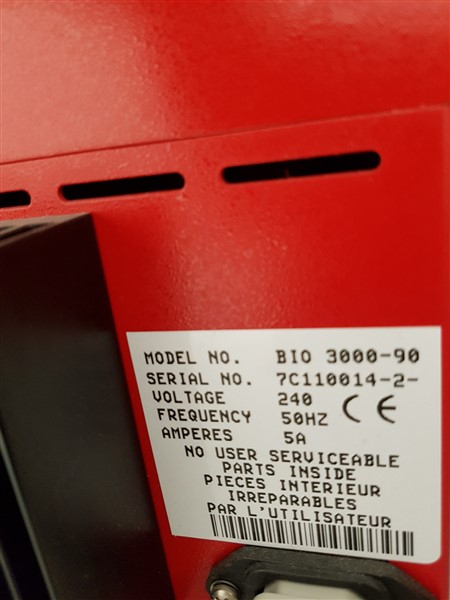 MODEL NO. BIO 3000-90
SERIAL NO. 7C110014-2-
VOLTAGE 240
FREQUENCY 50HZ CE
AMPERES 5A
NO USER SERVICEABLE
PARTS INSIDE
PIECES INTERIEUR
IRREPARABLES
PAR L'UTILISATEUR